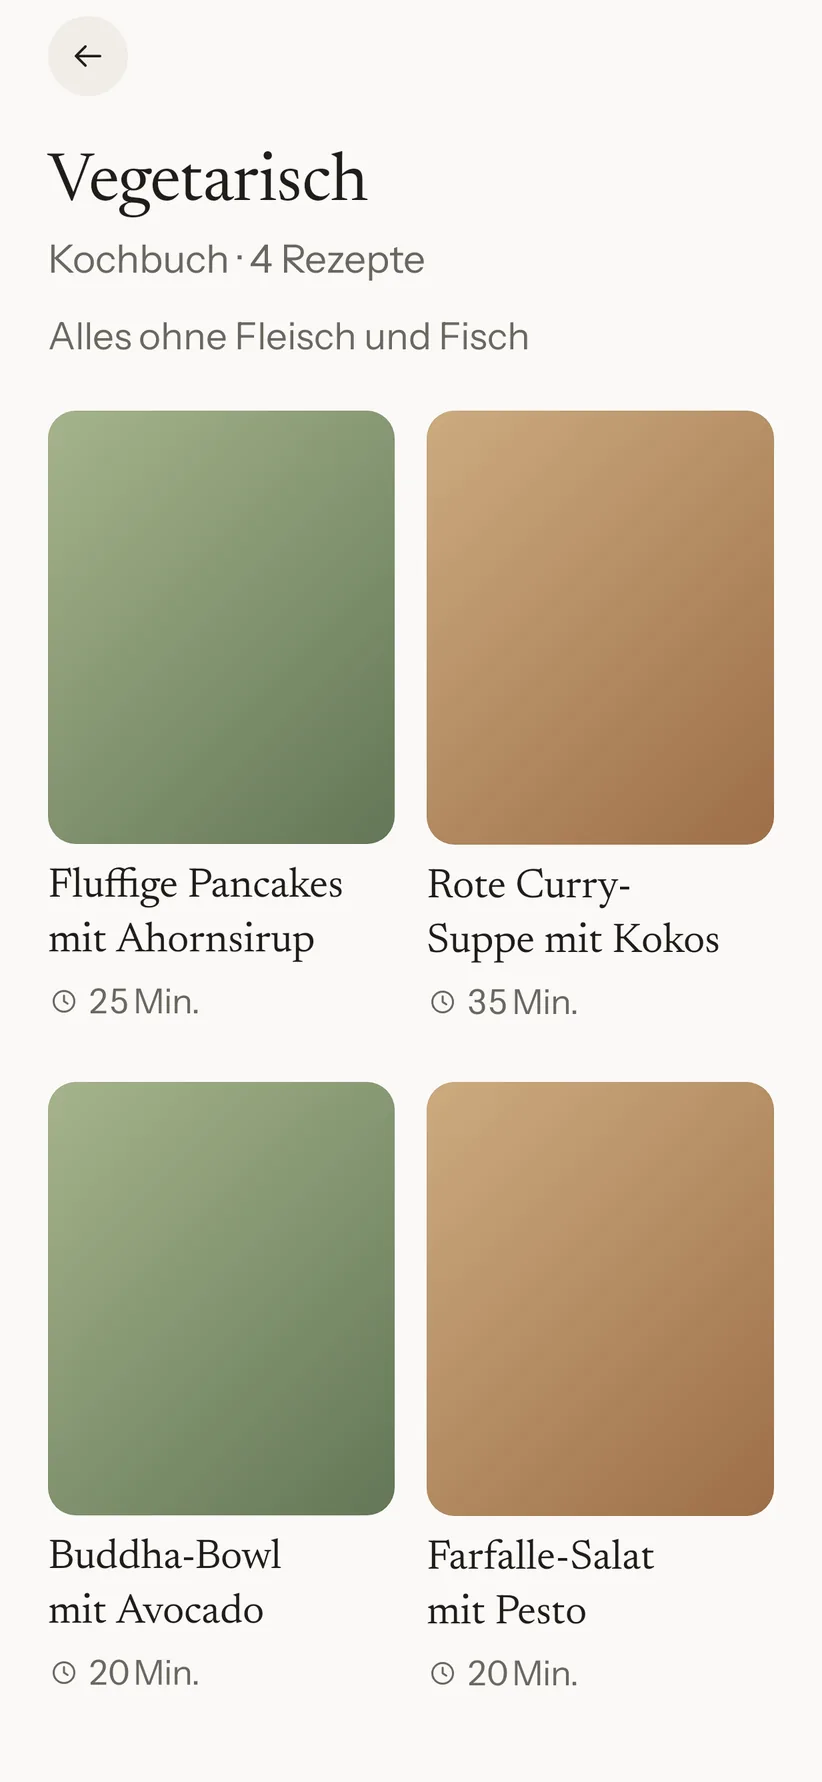 Vegetarisch
Kochbuch · 4 Rezepte
Alles ohne Fleisch und Fisch
Fluffige Pancakes
mit Ahornsirup
25 Min.
Rote Curry-
Suppe mit Kokos
35 Min.
Buddha-Bowl
mit Avocado
20 Min.
Farfalle-Salat
mit Pesto
20 Min.